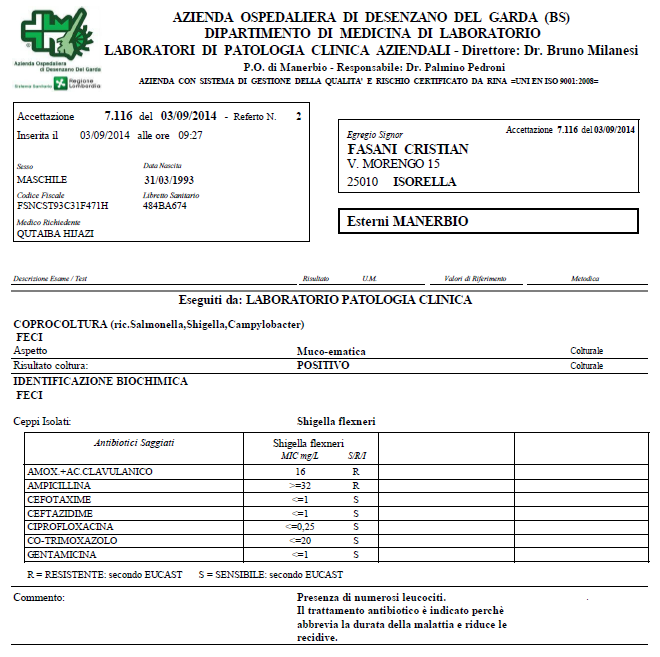 AZIENDA OSPEDALIERA DI DESENZANO DEL GARDA (BS)
DIPARTIMENTO DI MEDICINA DI LABORATORIO
LABORATORI DI PATOLOGIA CLINICA AZIENDALI - Direttore: Dr. Bruno Milanesi
P.O. di Manerbio - Responsabile: Dr. Palmino Pedroni
AZIENDA CON SISTEMA DI GESTIONE DELLA QUALITA' E RISCHIO CERTIFICATO DA RINA =UNI EN ISO 9001:2008=
Azienda Ospedaliera
di Desenzano Del Garda
Sistema Sanitario Regione Lombardia
Accettazione 7.116 del 03/09/2014 - Referto N. 2
Inserita il 03/09/2014 alle ore 09:27
Sesso Data Nascita
MASCHILE 31/03/1993
Codice Fiscale Libretto Sanitario
FSNCST93C31F471H 484BA674
Medico Richiedente
QUTAIBA HIJAZI
Accettazione 7.116 del 03/09/2014
Egregio Signor
FASANI CRISTIAN
V. MORENGO 15
25010 ISORELLA
Esterni MANERBIO
Descrizione Esame / Test Risultato U.M. Valori di Riferimento Metodica
Eseguiti da: LABORATORIO PATOLOGIA CLINICA
COPROCOLTURA (ric.Salmonella,Shigella,Campylobacter)
FECI
Aspetto Muco-ematica Colturale
Risultato coltura: POSITIVO Colturale
IDENTIFICAZIONE BIOCHIMICA
FECI
Ceppi Isolati: Shigella flexneri
Antibiotici Saggiati Shigella flexneri
MIC mg/L S/R/I
AMOX.+AC.CLAVULANICO 16 R
AMPICILLINA >=32 R
CEFOTAXIME <=1 S
CEFTAZIDIME <=1 S
CIPROFLOXACINA <=0,25 S
CO-TRIMOXAZOLO <=20 S
GENTAMICINA <=1 S
R = RESISTENTE: secondo EUCAST S = SENSIBILE: secondo EUCAST
Commento: Presenza di numerosi leucociti.
Il trattamento antibiotico è indicato perchè
abbrevia la durata della malattia e riduce le
recidive.